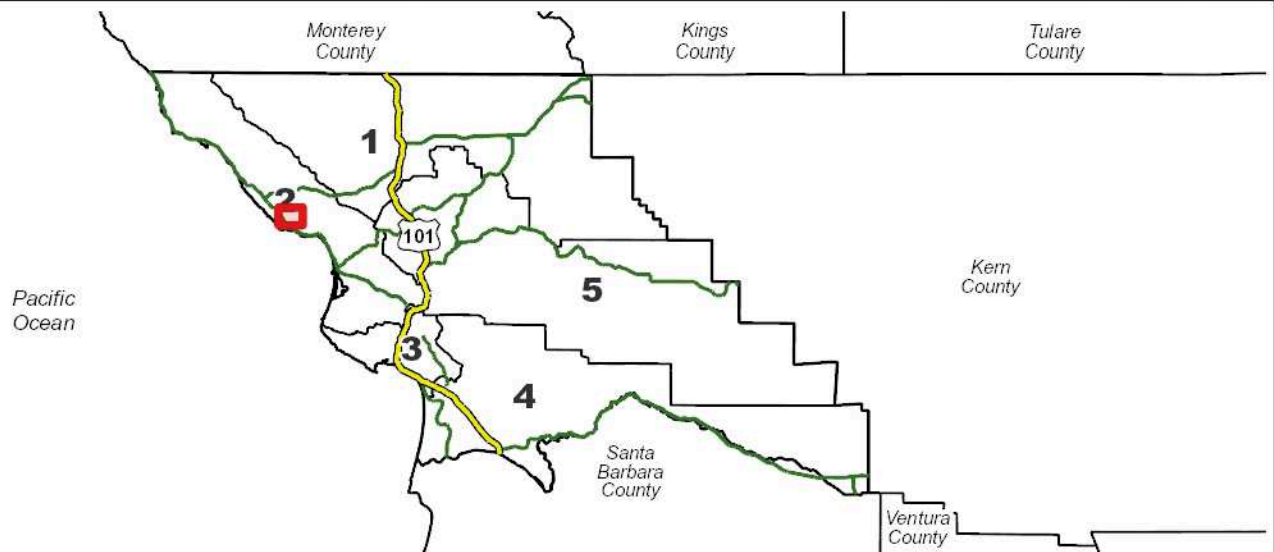 Monterey
County
Kings
County
Tulare
County
1
2
101
5
Kern
County
Pacific
Ocean
3
4
Santa
Barbara
County
Ventura
County